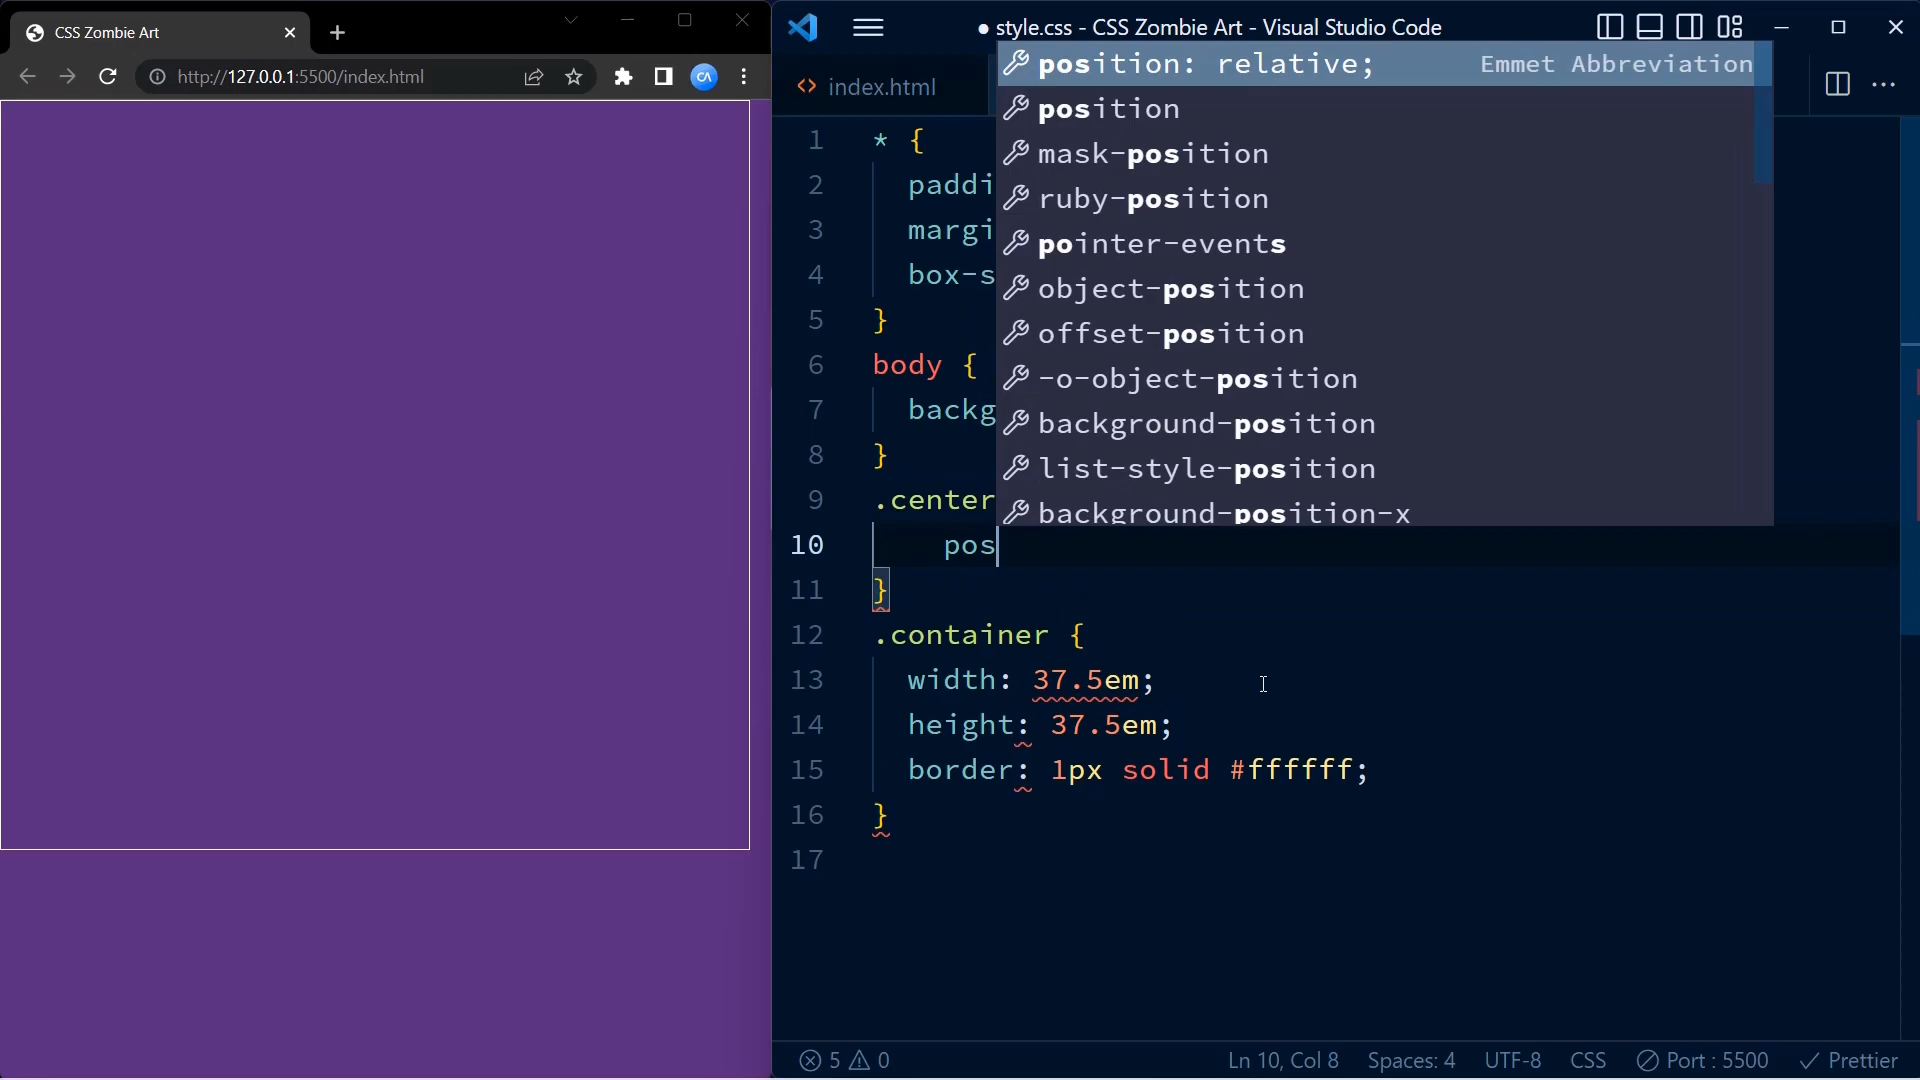 CSS Zombie Art
http://127.0.0.1:5500/index.html
CA
● style.css - CSS Zombie Art - Visual Studio Code
index.html
position: relative; Emmet Abbreviation
position
mask-position
ruby-position
pointer-events
object-position
offset-position
-o-object-position
background-position
list-style-position
background-position-x
1 * {
2 paddi
3 margi
4 box-s
5 }
6 body {
7 backg
8 }
9 .center
10 pos
11 }
12 .container {
13 width: 37.5em;
14 height: 37.5em;
15 border: 1px solid #ffffff;
16 }
17
5 0 Ln 10, Col 8 Spaces: 4 UTF-8 CSS Port : 5500 Prettier